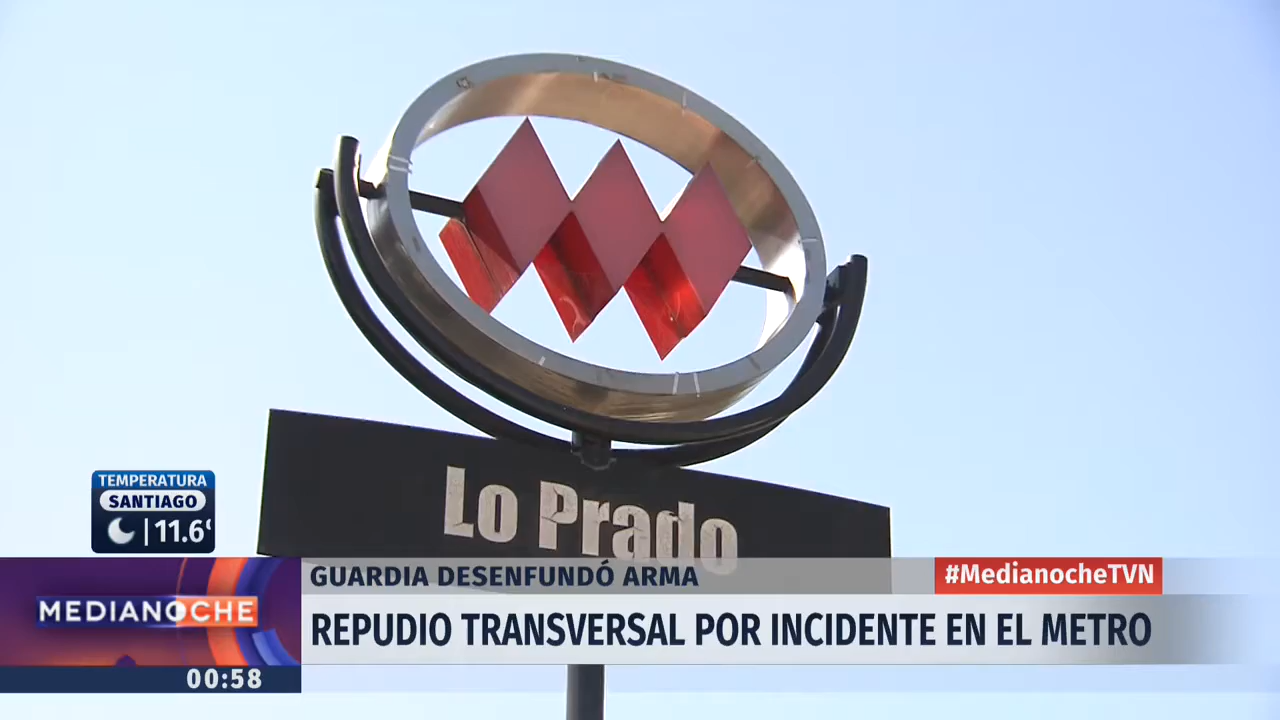 Lo Prado
TEMPERATURA
SANTIAGO
11.6°
GUARDIA DESENFUNDÓ ARMA
#MedianocheTVN
MEDIANOCHE
REPUDIO TRANSVERSAL POR INCIDENTE EN EL METRO
00:58